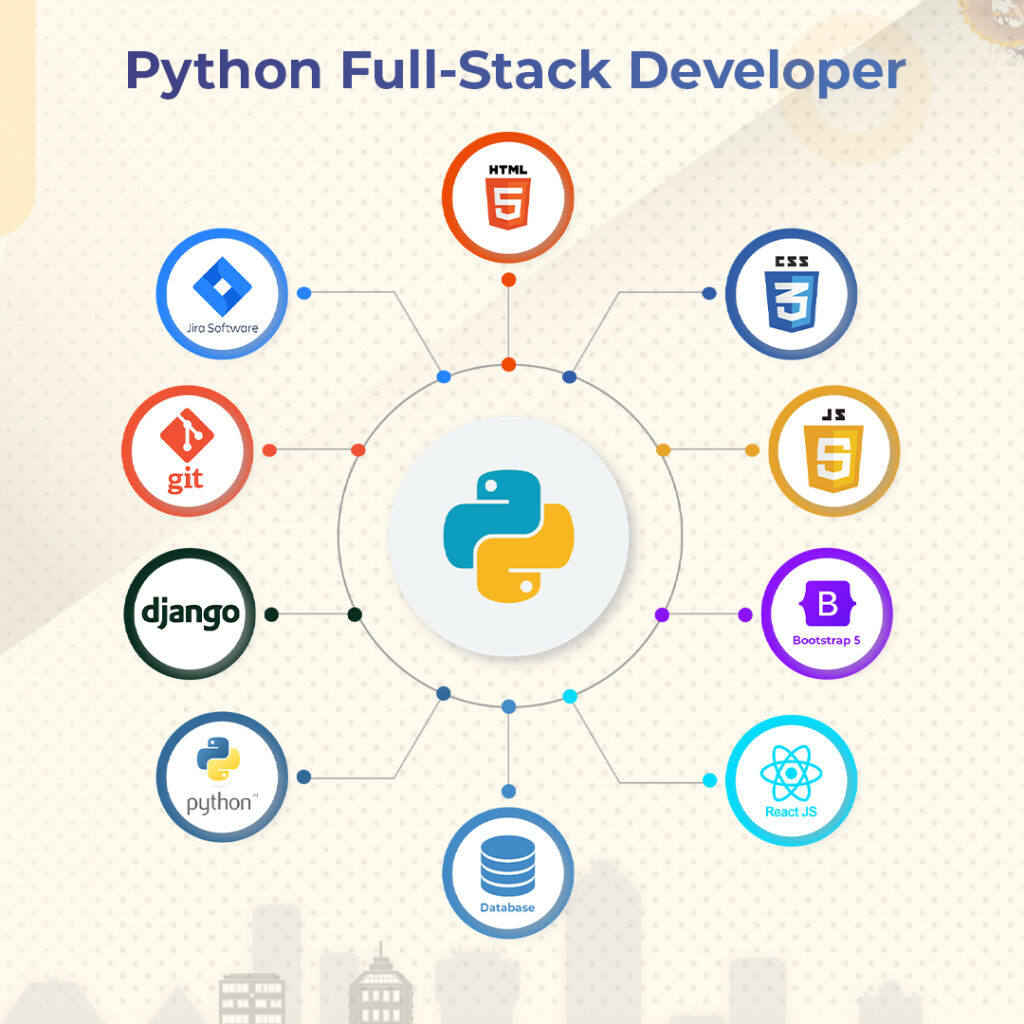 Python Full-Stack Developer
HTML
5
Jira Software
CSS
3
git
JS
5
django
B
Bootstrap 5
python™
React JS
Database